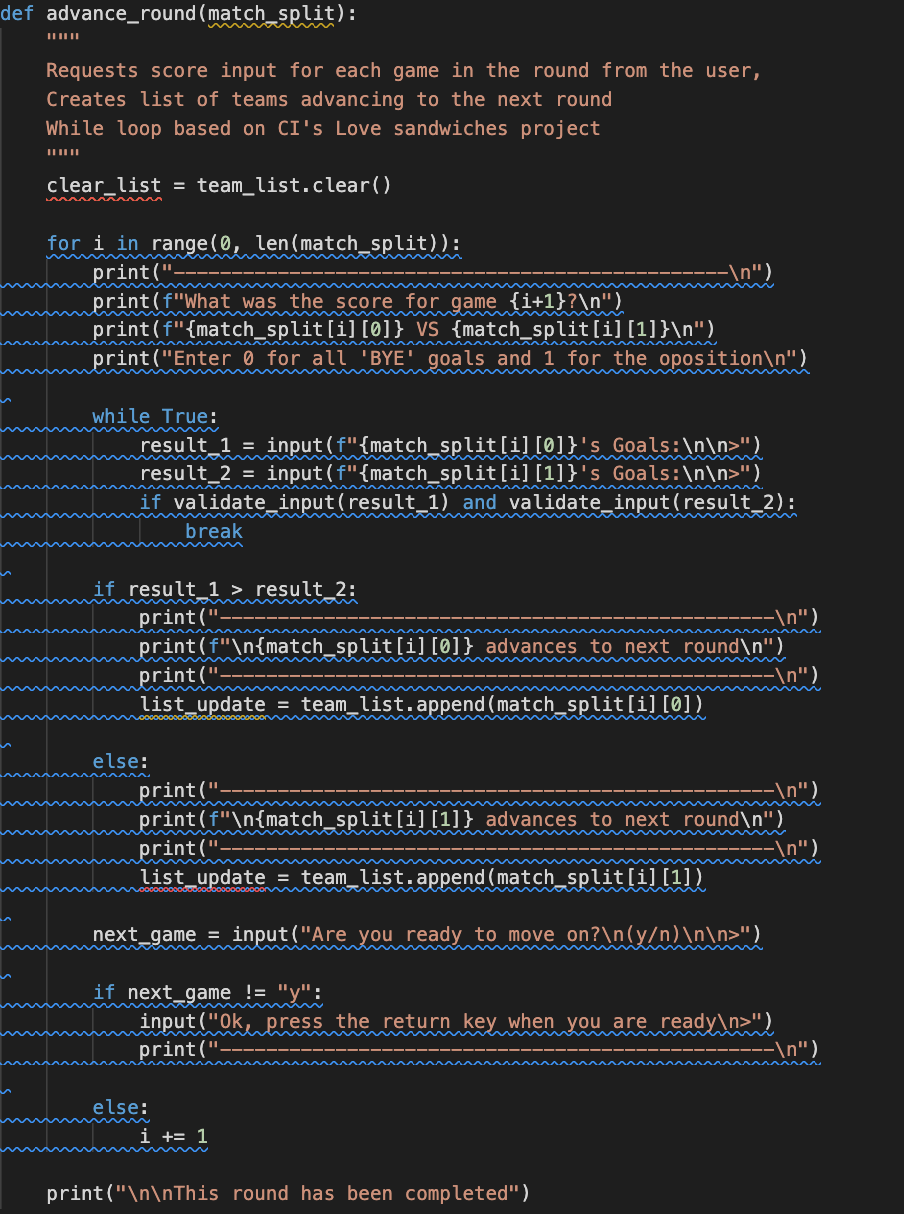 def advance_round(match_split):
    """
    Requests score input for each game in the round from the user,
    Creates list of teams advancing to the next round
    While loop based on CI's Love sandwiches project
    """
    clear_list = team_list.clear()

    for i in range(0, len(match_split)):
        print("------------------------------------------------\n")
        print(f"What was the score for game {i+1}?\n")
        print(f"{match_split[i][0]} VS {match_split[i][1]}\n")
        print("Enter 0 for all 'BYE' goals and 1 for the oposition\n")

        while True:
            result_1 = input(f"{match_split[i][0]}'s Goals:\n\n>")
            result_2 = input(f"{match_split[i][1]}'s Goals:\n\n>")
            if validate_input(result_1) and validate_input(result_2):
                break

        if result_1 > result_2:
            print("------------------------------------------------\n")
            print(f"\n{match_split[i][0]} advances to next round\n")
            print("------------------------------------------------\n")
            list_update = team_list.append(match_split[i][0])

        else:
            print("------------------------------------------------\n")
            print(f"\n{match_split[i][1]} advances to next round\n")
            print("------------------------------------------------\n")
            list_update = team_list.append(match_split[i][1])

        next_game = input("Are you ready to move on?\n(y/n)\n\n>")

        if next_game != "y":
            input("Ok, press the return key when you are ready\n>")
            print("------------------------------------------------\n")

        else:
            i += 1

    print("\n\nThis round has been completed")